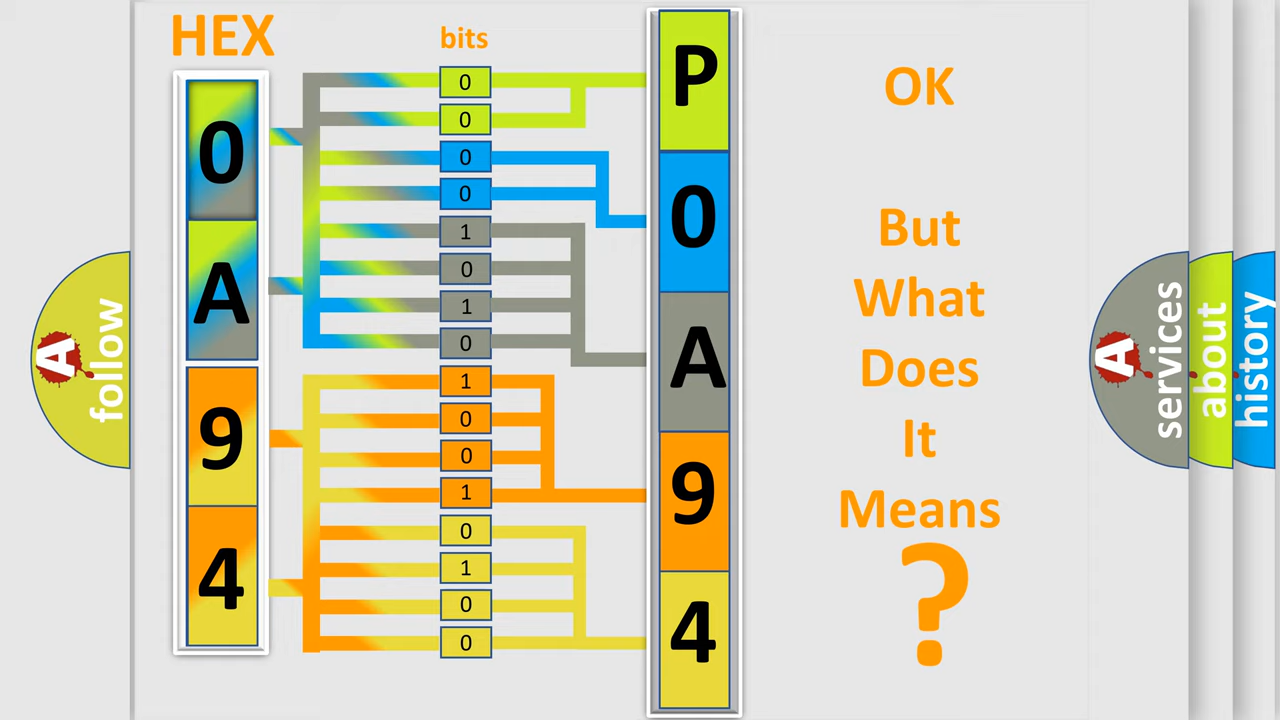 HEX
0
A
9
4
bits
0
0
0
0
1
0
1
0
1
0
0
1
0
1
0
0
P
0
A
9
4
OK
But
What
Does
It
Means
?
A
follow
A
services
about
history